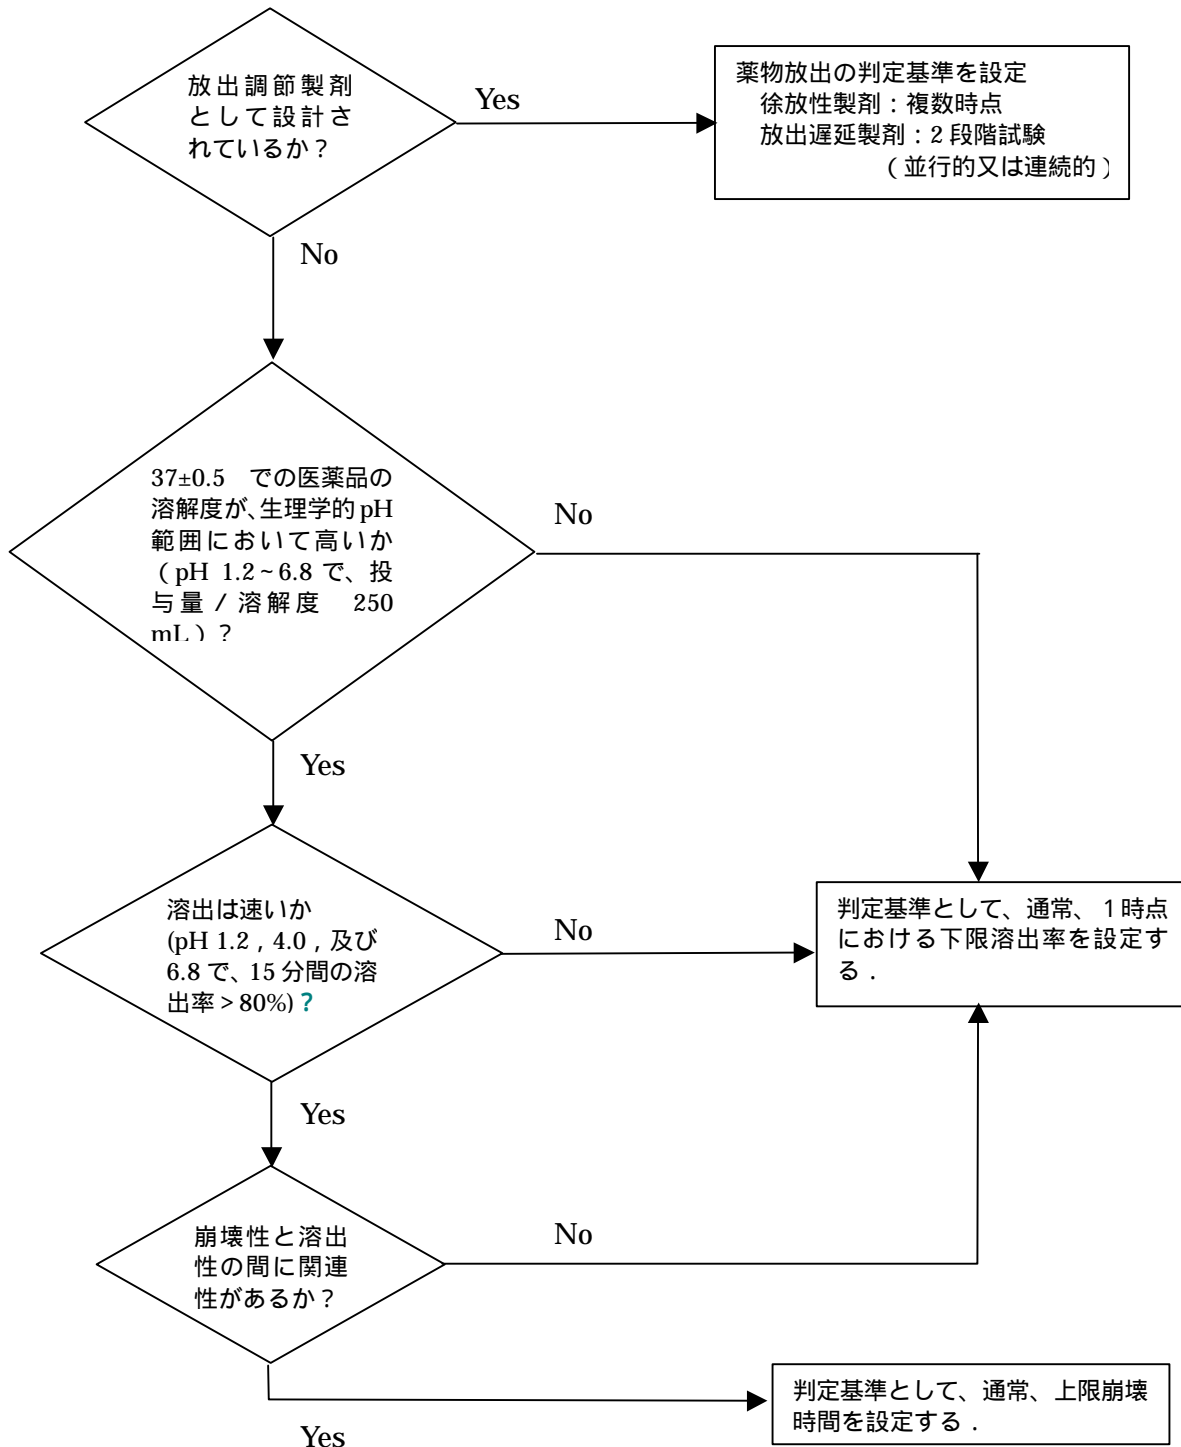 放出調節製剤
として設計さ
れているか？
Yes
薬物放出の判定基準を設定
徐放性製剤：複数時点
放出遅延製剤：2 段階試験
（並行的又は連続的）
No
37±0.5　での医薬品の
溶解度が、生理学的 pH
範囲において高いか
（pH 1.2~6.8 で、投
与量 / 溶解度　250
mL）？
No
Yes
溶出は速いか
(pH 1.2 , 4.0 , 及び
6.8 で、15 分間の溶
出率 > 80%)？
No
判定基準として、通常、１時点
における下限溶出率を設定す
る．
Yes
崩壊性と溶出
性の間に関連
性があるか？
No
判定基準として、通常、上限崩壊
時間を設定する．
Yes